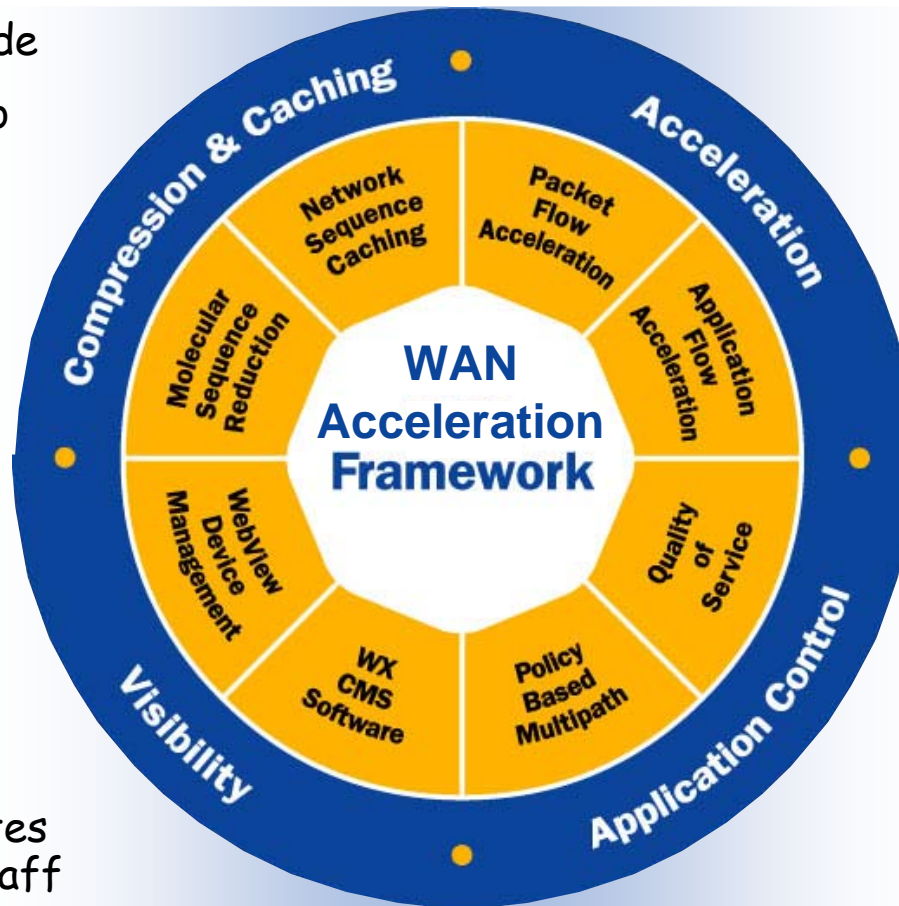 de
o
res
aff
Compression & Caching
Acceleration
Application Control
Visibility
Network
Sequence
Caching
Packet
Flow
Acceleration
Application
Flow
Acceleration
Quality
of
Service
Policy
Based
Multipath
WX
CMS
Software
WebView
Device
Management
Molecular
Sequence
Reduction
WAN
Acceleration
Framework